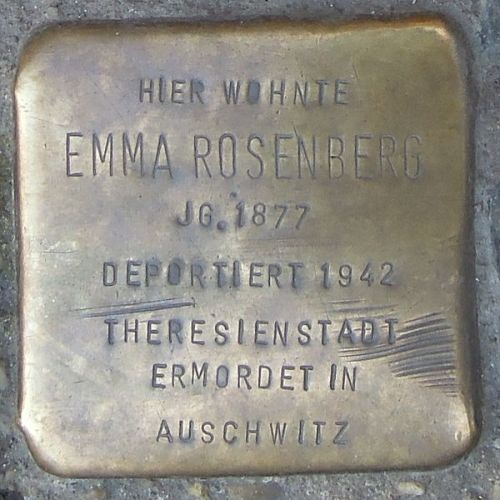 HIER WOHNTE
EMMA ROSENBERG
JG. 1877
DEPORTIERT 1942
THERESIENSTADT
ERMORDET IN
AUSCHWITZ